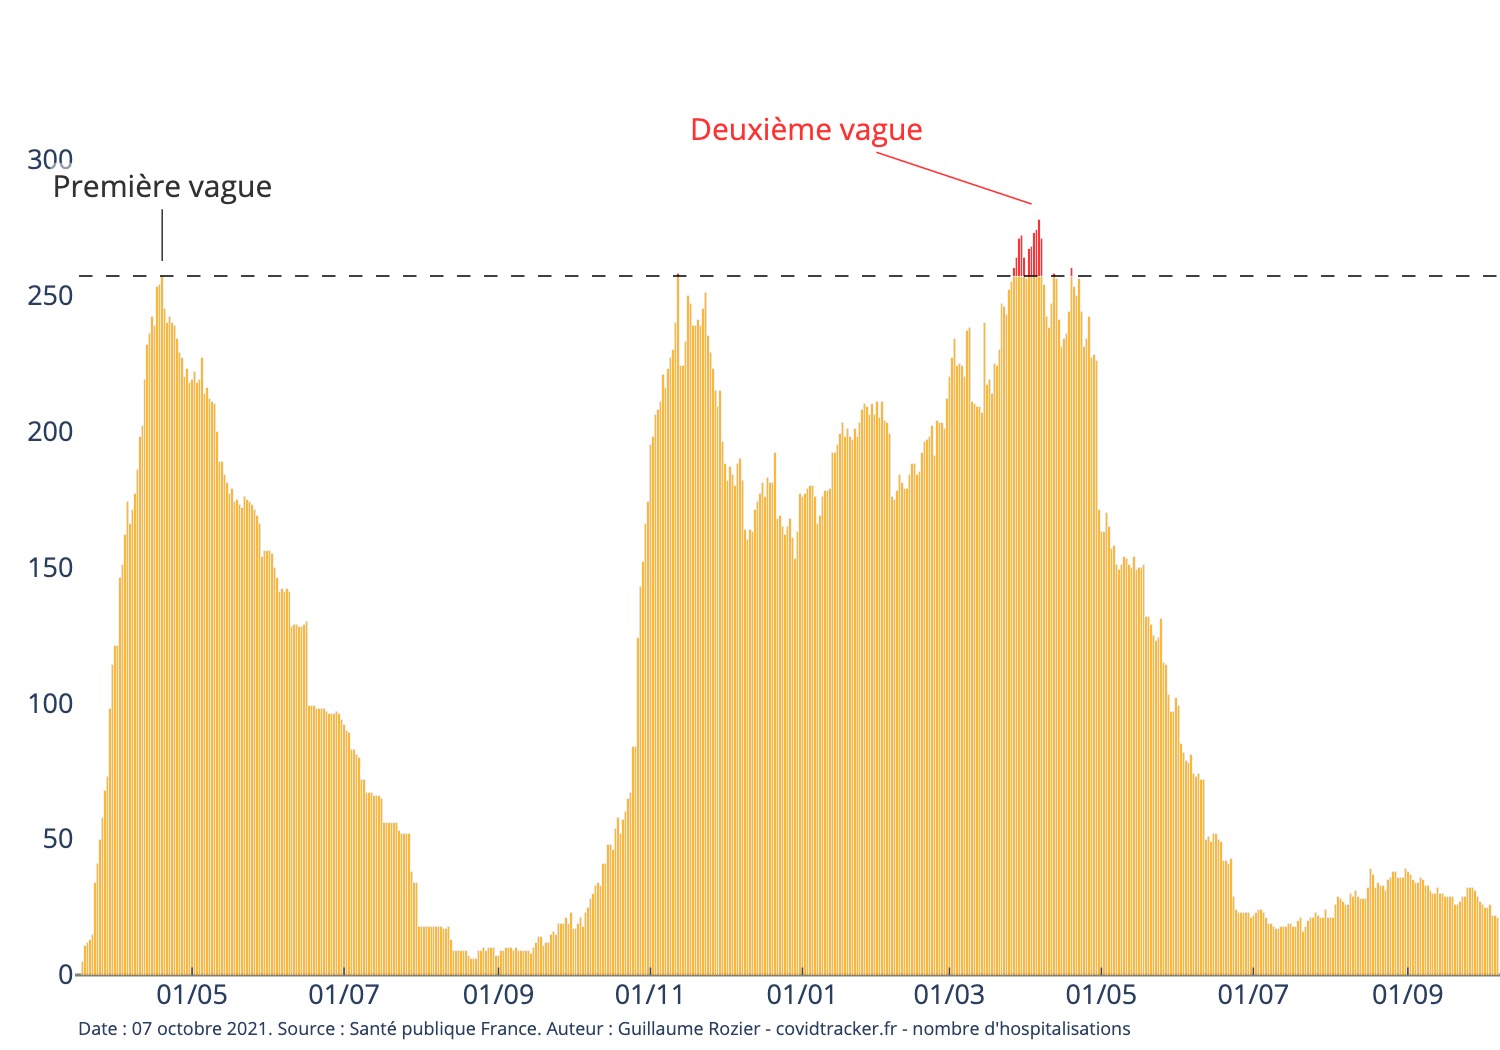 Deuxième vague
300
Première vague
250
200
150
100
50
0
01/05 01/07 01/09 01/11 01/01 01/03 01/05 01/07 01/09
Date : 07 octobre 2021. Source : Santé publique France. Auteur : Guillaume Rozier - covidtracker.fr - nombre d'hospitalisations